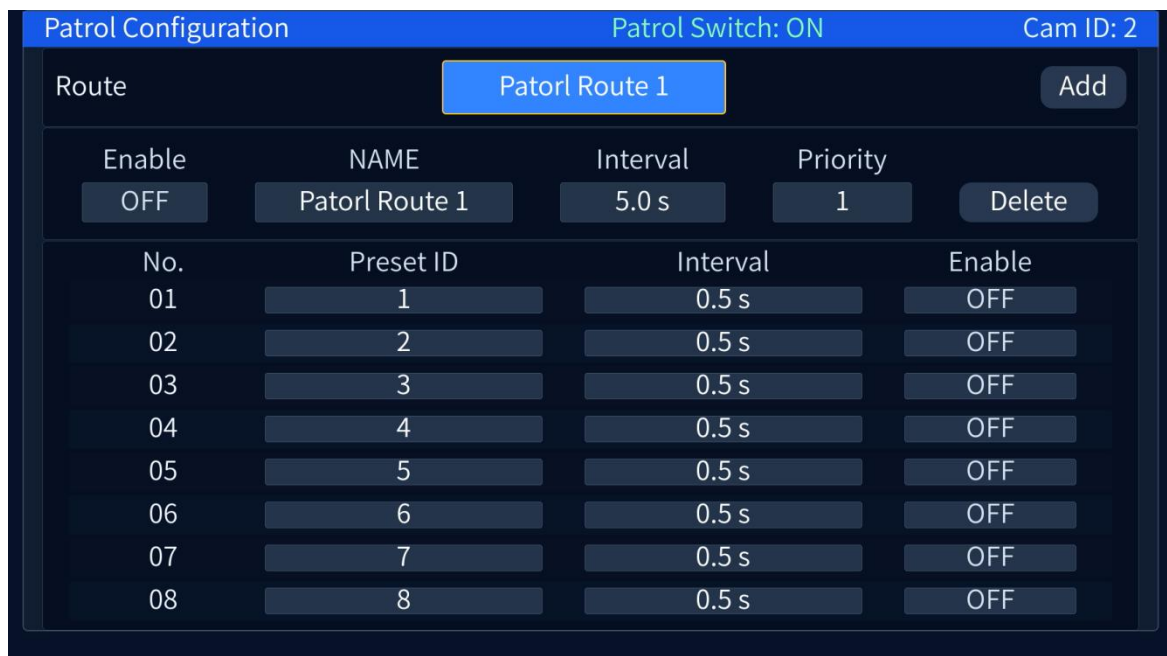 Patrol Configuration Patrol Switch: ON Cam ID: 2
Route Patorl Route 1 Add
Enable NAME Interval Priority
OFF Patorl Route 1 5.0 s 1 Delete
No. Preset ID Interval Enable
01 1 0.5 s OFF
02 2 0.5 s OFF
03 3 0.5 s OFF
04 4 0.5 s OFF
05 5 0.5 s OFF
06 6 0.5 s OFF
07 7 0.5 s OFF
08 8 0.5 s OFF